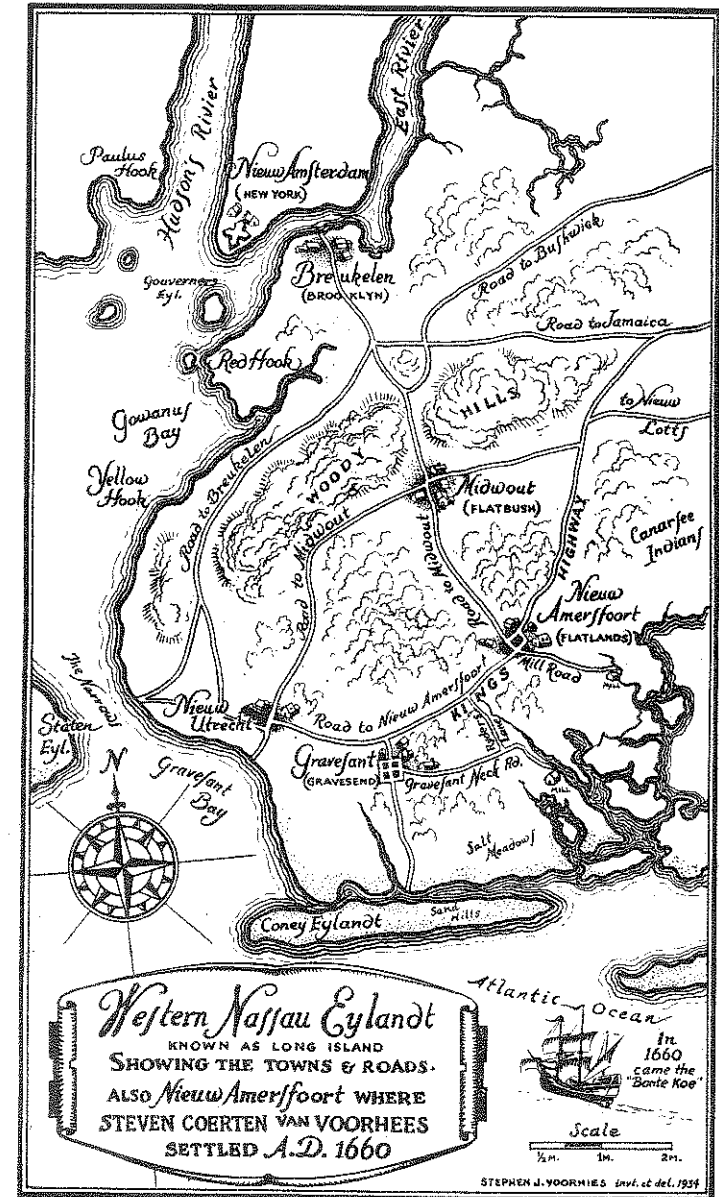 Hudson's Rivier
East Rivier
Paulus
Hook
Nieuw Amsterdam
(NEW YORK)
Gouverners
Eyl.
Breukelen
(BROOKLYN)
Road to Bushwick
Road to Jamaica
Red Hook
Gowanus
Bay
HILLS
to Nieuw
Lotts
Yellow
Hook
Road to Breukelen
WOODY
Road to Midwout
Midwout
(FLATBUSH)
Road to Midwout
HIGHWAY
Canarsee
Indians
Nieuw
Amersfoort
(FLATLANDS)
Mill Road
MILL
The Narrows
Staten
Eyl.
Nieuw
Utrecht
Road to Nieuw Amersfoort
KINGS
Gravesant
(GRAVESEND)
Lane
Gravesant Neck Rd.
MILL
N
Gravesant
Bay
Salt
Meadows
Coney Eylandt
Sand
Hills
Western Nassau Eylandt
KNOWN AS LONG ISLAND
SHOWING THE TOWNS & ROADS.
ALSO Nieuw Amersfoort WHERE
STEVEN COERTEN VAN VOORHEES
SETTLED A.D. 1660
Atlantic Ocean
In
1660
came the
"Bonte Koe"
Scale
½ M. 1M. 2M.
STEPHEN J. VOORHIES invt. et del. 1934